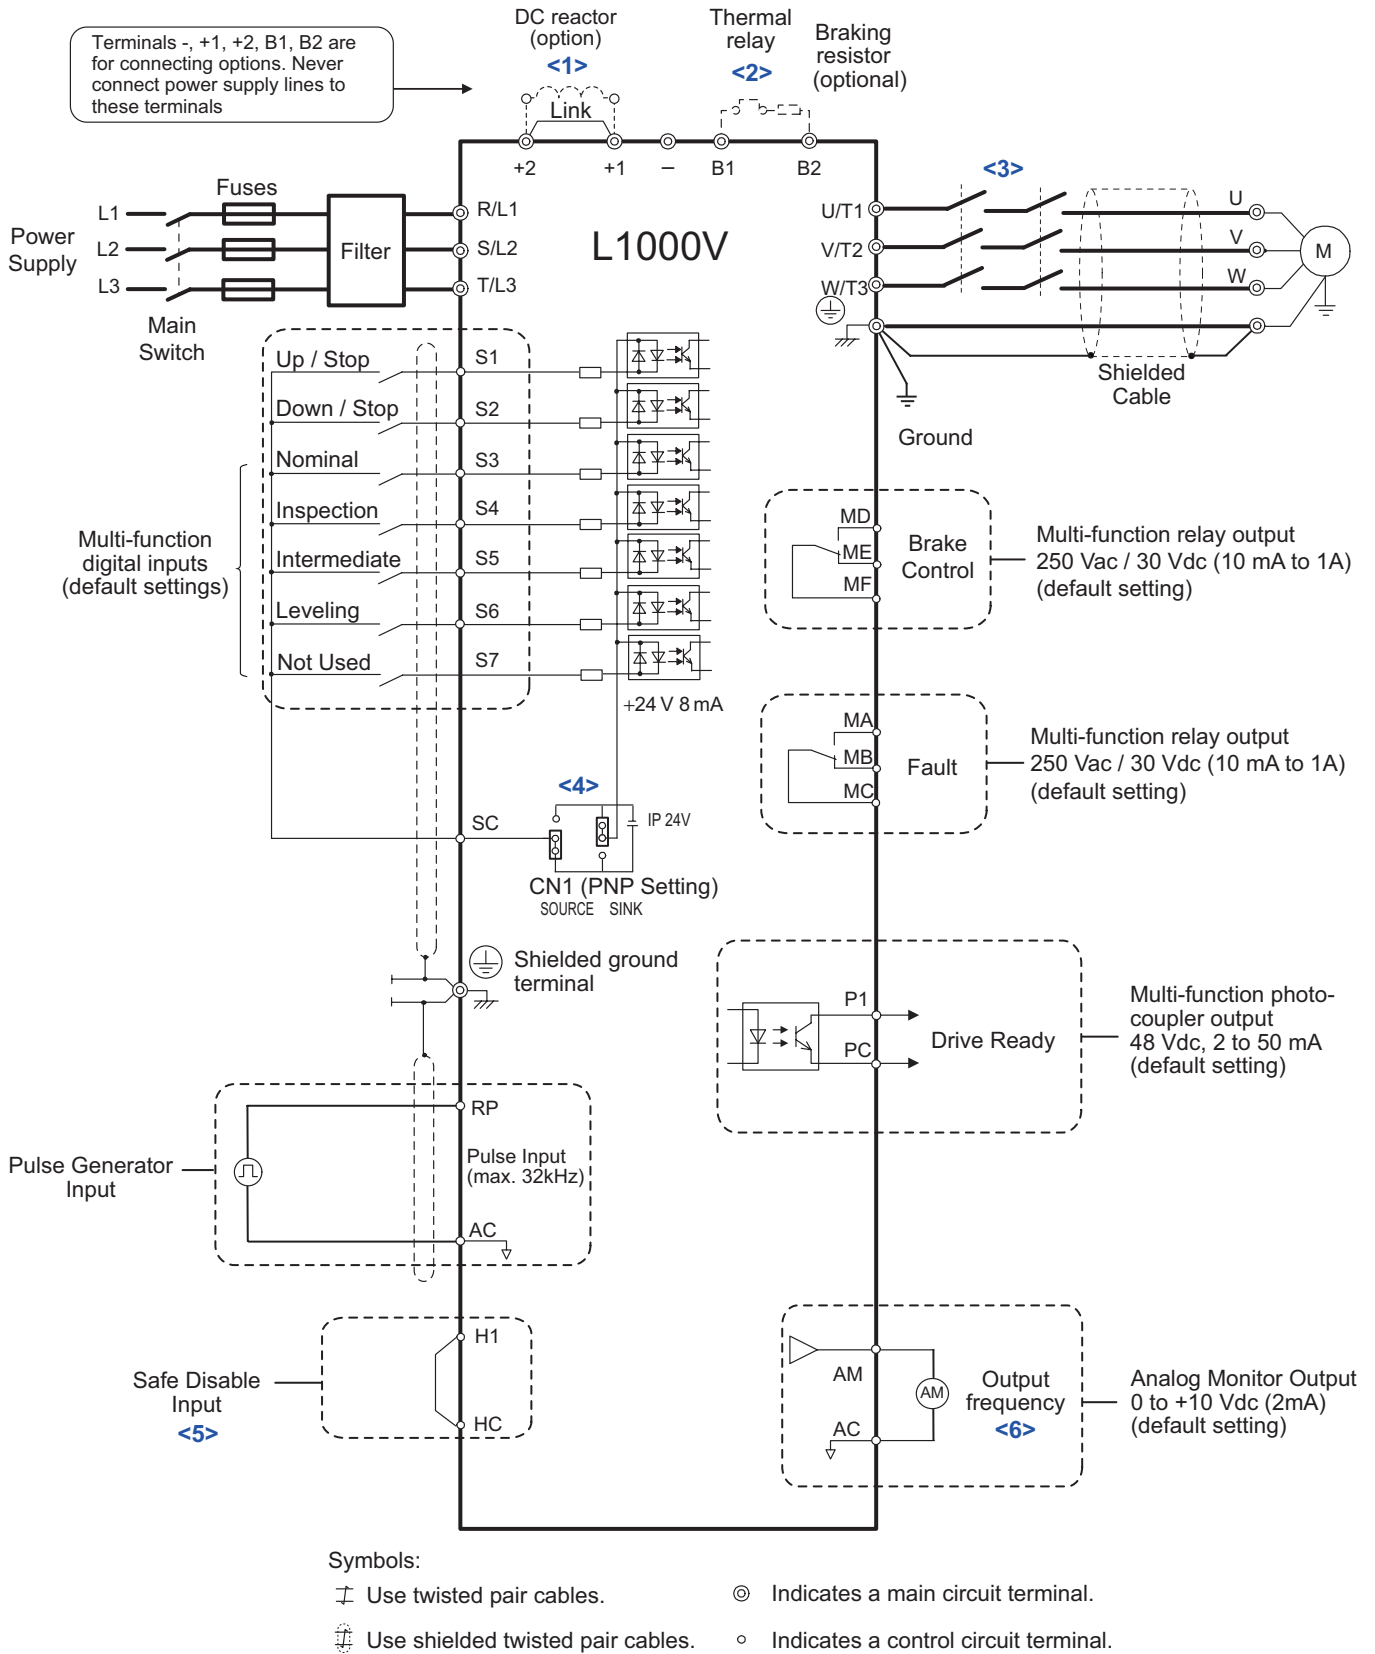 DC reactor
(option)
<1>
Thermal
relay
<2>
Braking
resistor
(optional)
Terminals -, +1, +2, B1, B2 are
for connecting options. Never
connect power supply lines to
these terminals
Link
+2
+1
–
B1
B2
<3>
Fuses
Power
Supply
L1
L2
L3
Filter
Main
Switch
R/L1
S/L2
T/L3
L1000V
U/T1
V/T2
W/T3
U
V
W
M
Shielded
Cable
Ground
Up / Stop
S1
Down / Stop
S2
Nominal
S3
Inspection
S4
Intermediate
S5
Leveling
S6
Not Used
S7
Multi-function
digital inputs
(default settings)
+24 V 8 mA
MD
ME
MF
Brake
Control
Multi-function relay output
250 Vac / 30 Vdc (10 mA to 1A)
(default setting)
MA
MB
MC
Fault
Multi-function relay output
250 Vac / 30 Vdc (10 mA to 1A)
(default setting)
<4>
SC
IP 24V
CN1 (PNP Setting)
SOURCE SINK
Shielded ground
terminal
P1
PC
Drive Ready
Multi-function photo-
coupler output
48 Vdc, 2 to 50 mA
(default setting)
Pulse Generator
Input
RP
Pulse Input
(max. 32kHz)
AC
Safe Disable
Input
<5>
H1
HC
AM
AC
AM
Output
frequency
<6>
Analog Monitor Output
0 to +10 Vdc (2mA)
(default setting)
Symbols:
Use twisted pair cables.
Indicates a main circuit terminal.
Use shielded twisted pair cables.
Indicates a control circuit terminal.